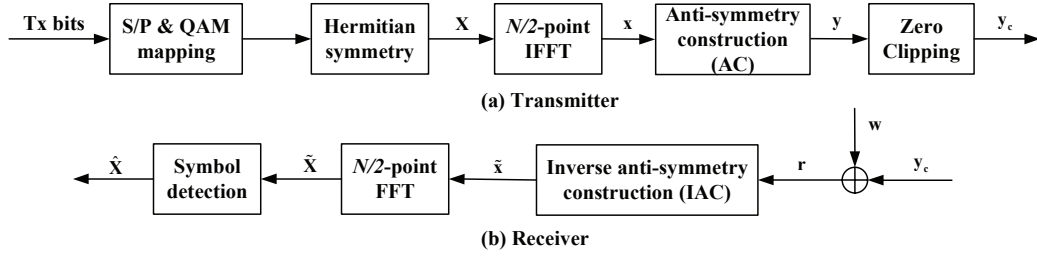 Tx bits
S/P & QAM
mapping
Hermitian
symmetry
X
N/2-point
IFFT
x
Anti-symmetry
construction
(AC)
y
Zero
Clipping
y_c
(a) Transmitter
X̂
Symbol
detection
X̃
N/2-point
FFT
x̃
Inverse anti-symmetry
construction (IAC)
r
w
y_c
(b) Receiver